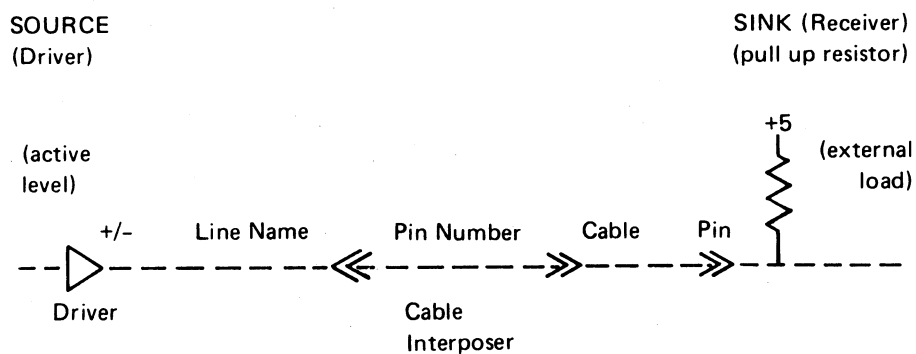 SOURCE
(Driver)
SINK (Receiver)
(pull up resistor)
+5
(active
level)
(external
load)
+/–
Line Name
Pin Number
Cable
Pin
Driver
Cable
Interposer